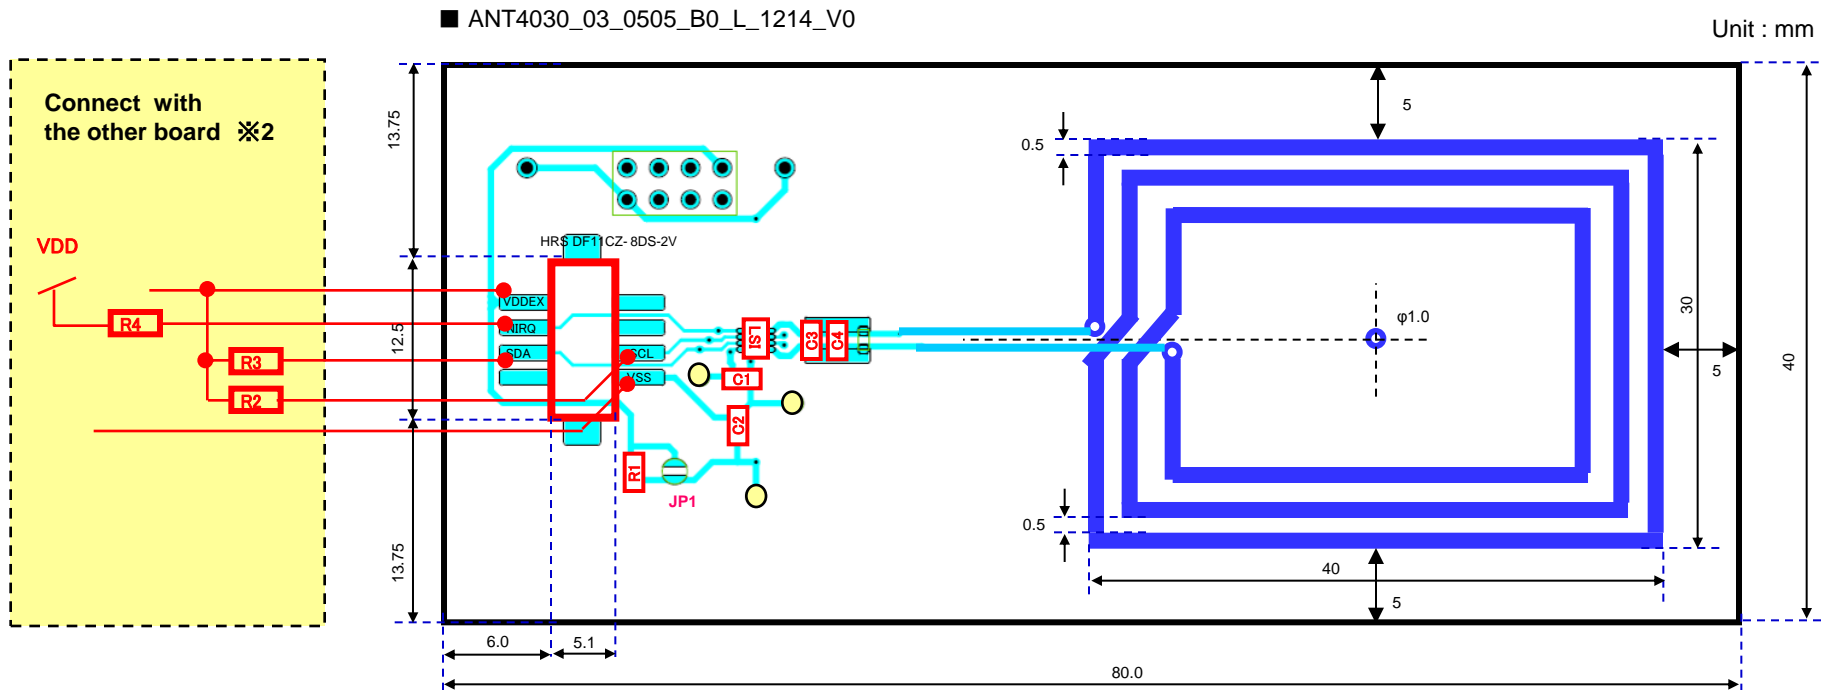 ■ ANT4030_03_0505_B0_L_1214_V0
Unit : mm
Connect with
the other board ※2
VDD
R4
R3
R2
13.75
12.5
13.75
HRS DF11CZ- 8DS-2V
VDDEX
NIRQ
SDA
SCL
VSS
LSI
C3
C4
C1
C2
R1
JP1
0.5
0.5
5
φ1.0
30
5
40
40
5
6.0
5.1
80.0